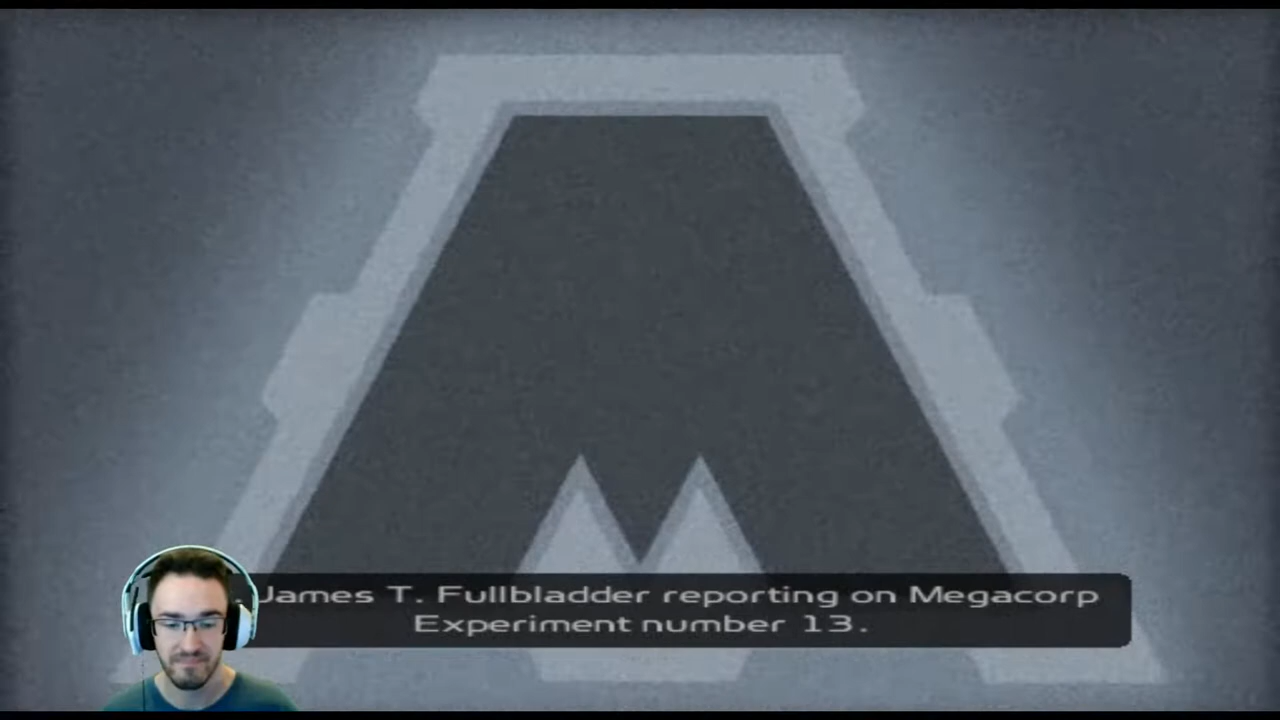 James T. Fullbladder reporting on Megacorp
Experiment number 13.